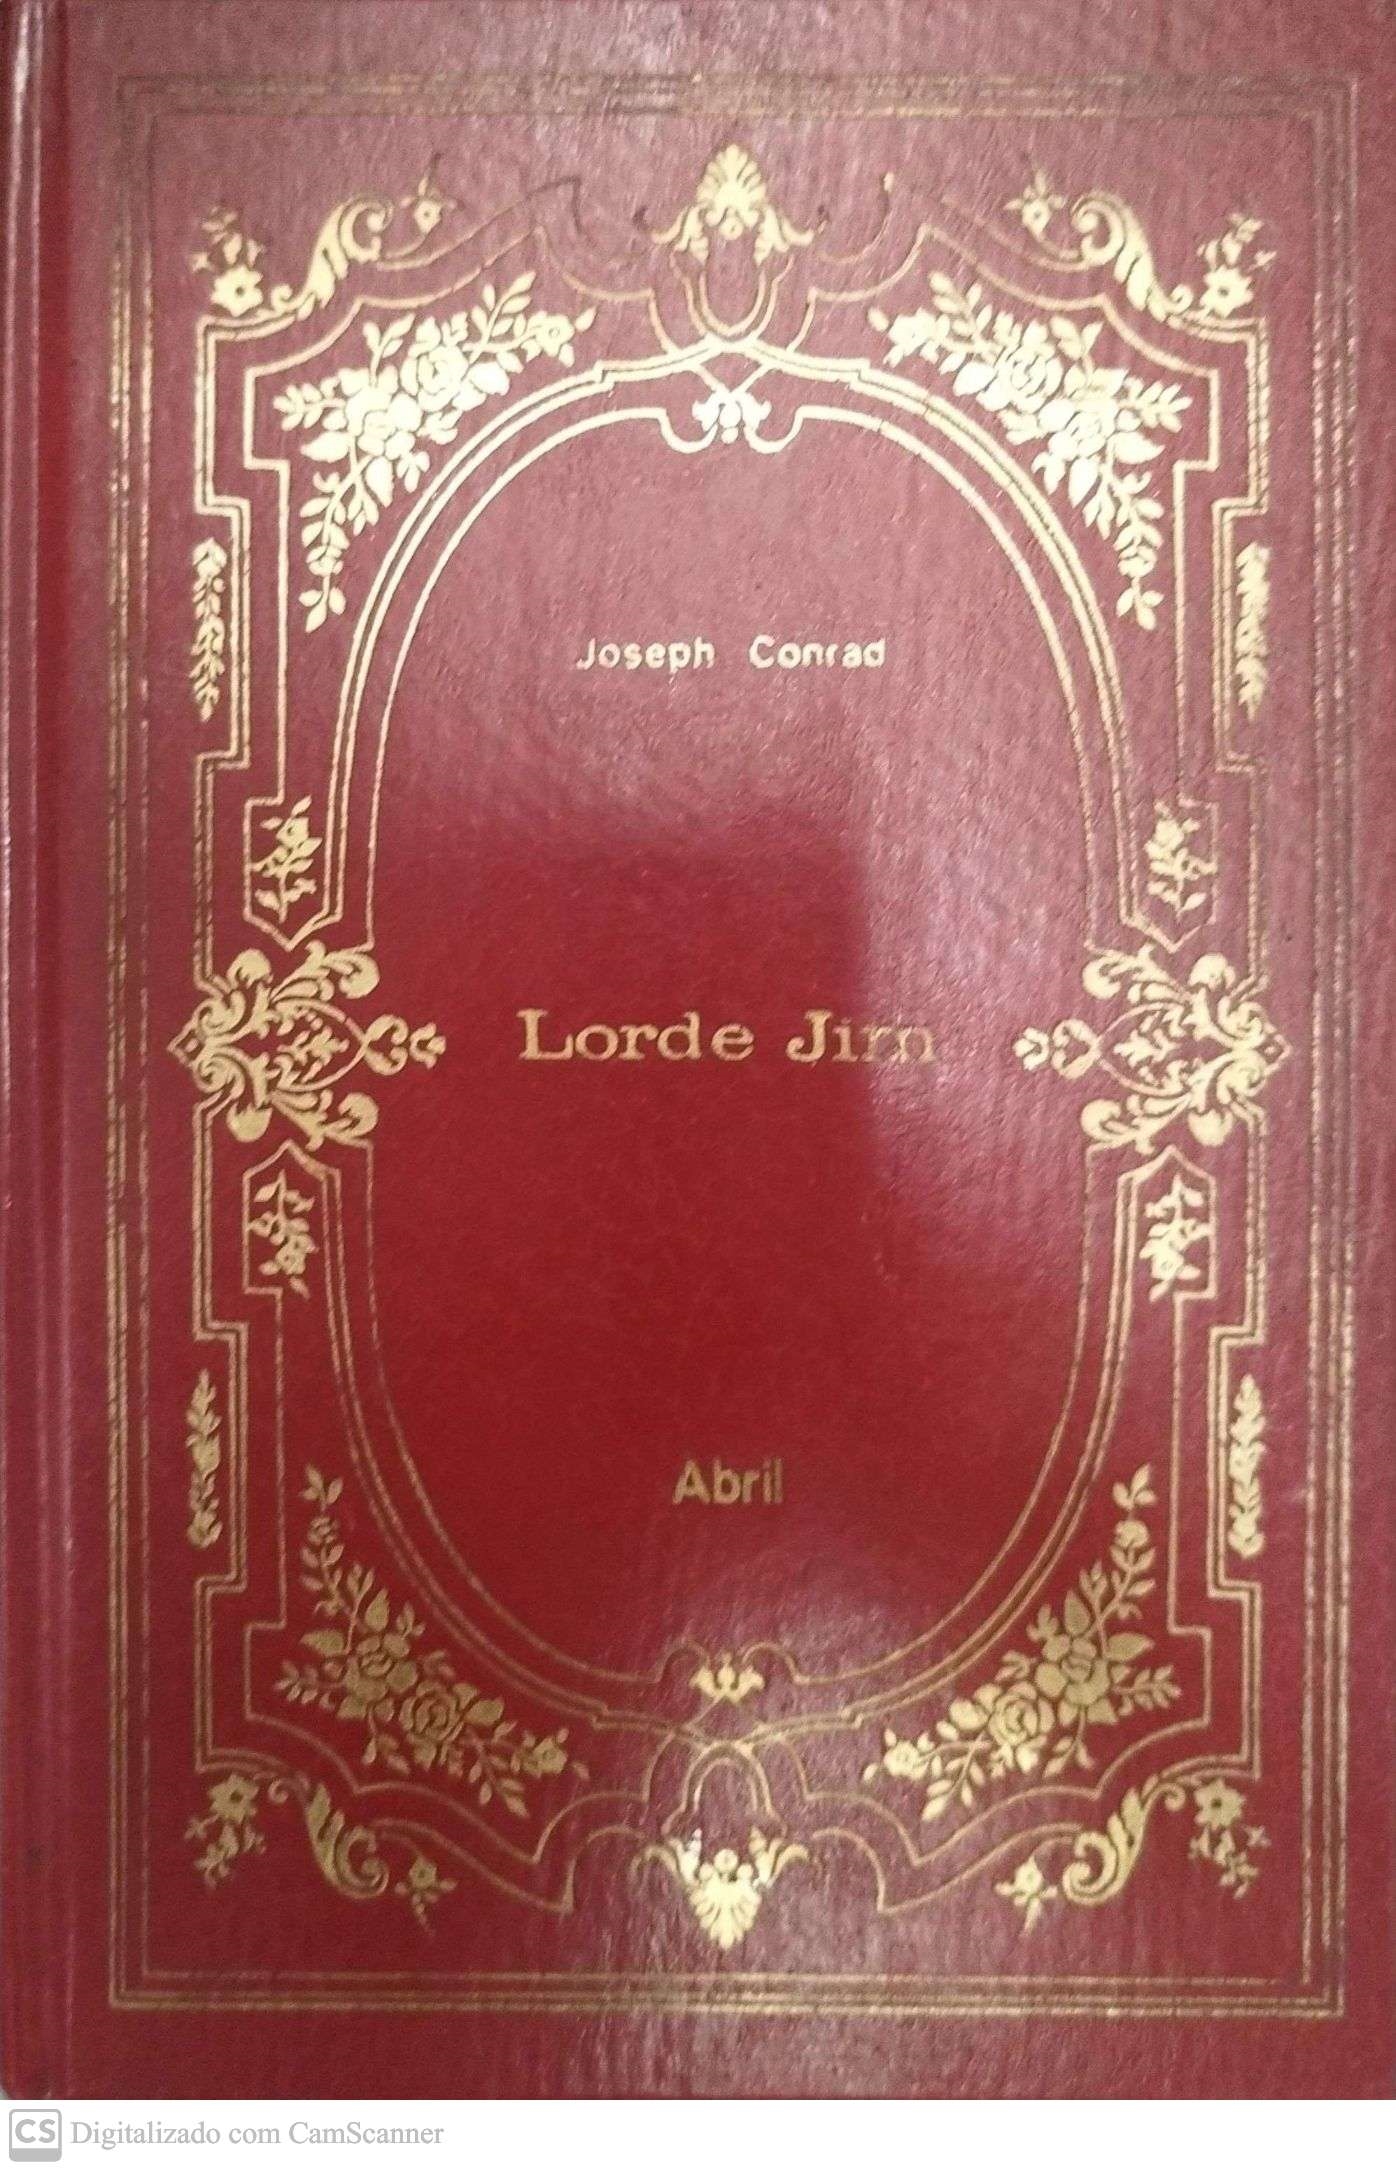 Joseph Conrad
Lorde Jim
Abril
CS Digitalizado com CamScanner